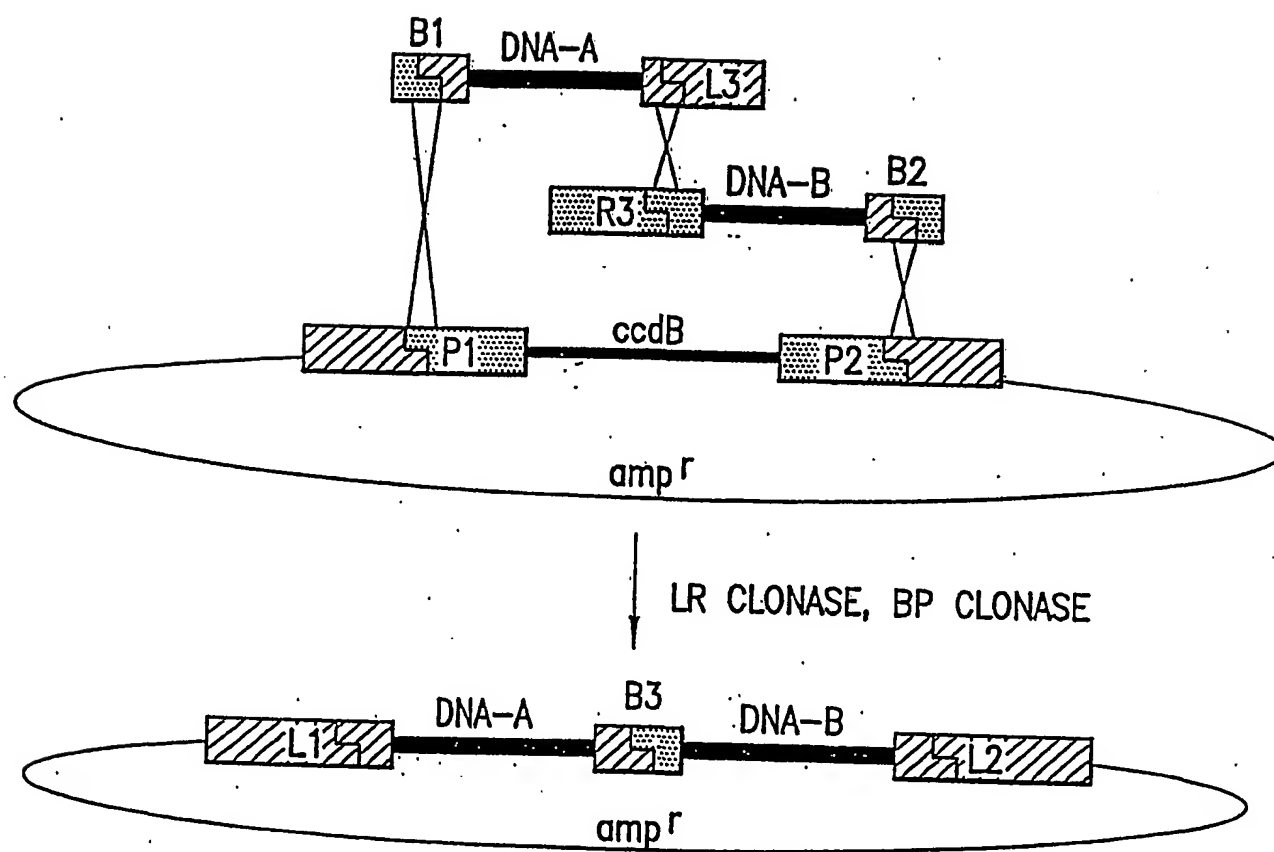 B1
DNA-A
L3
R3
DNA-B
B2
P1
ccdB
P2
amp r
LR CLONASE, BP CLONASE
L1
DNA-A
B3
DNA-B
L2
amp r